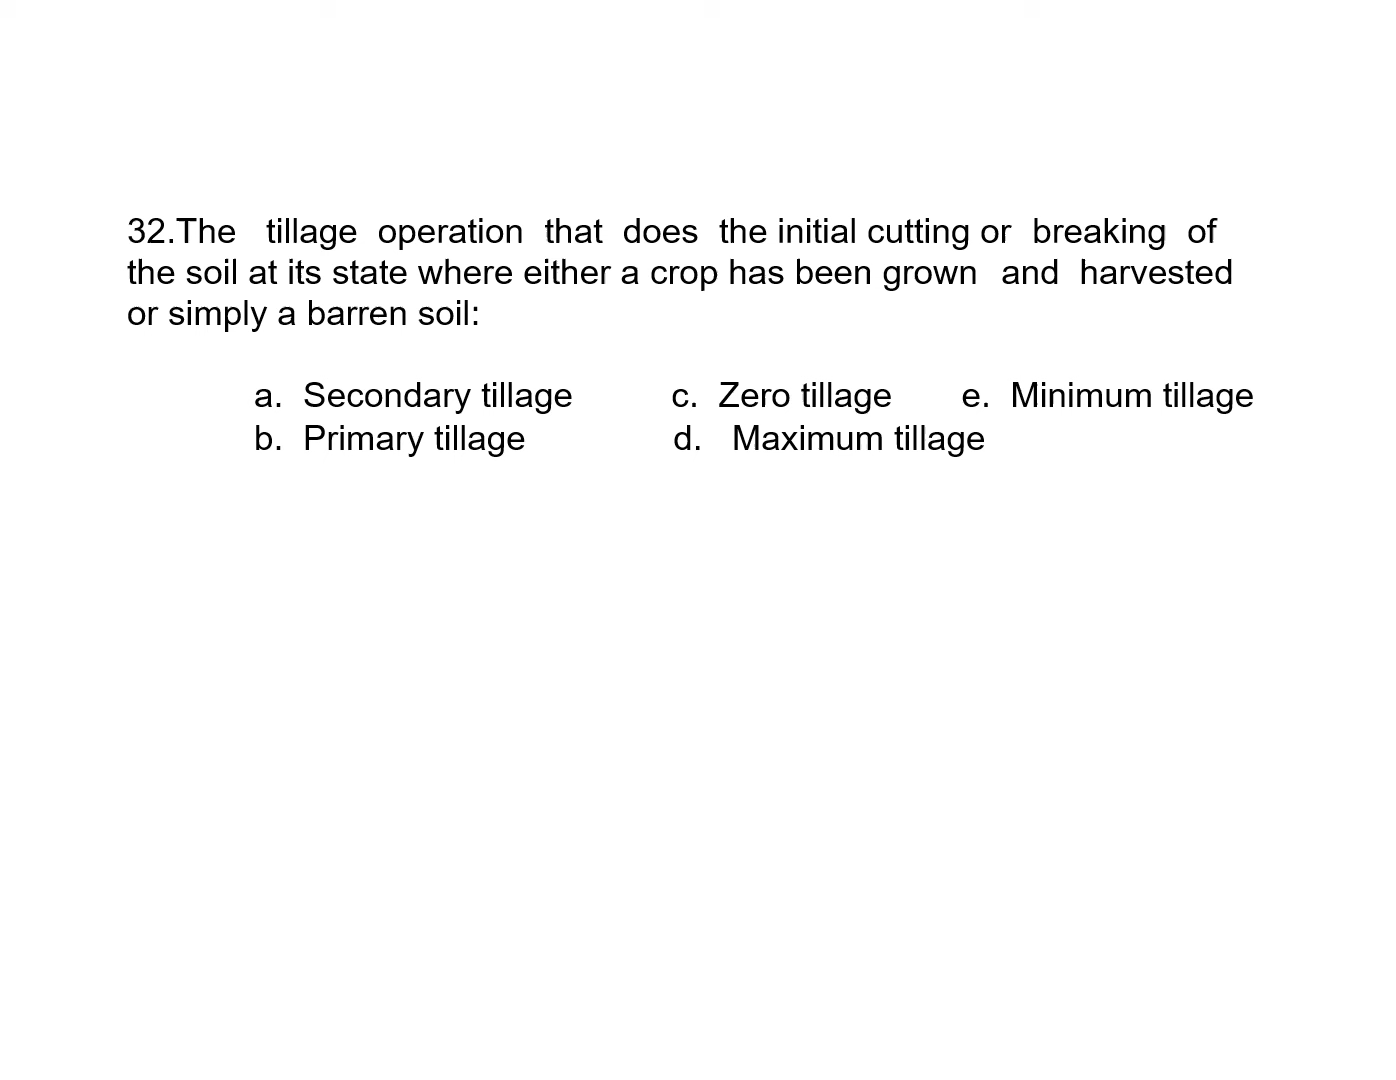 32.The tillage operation that does the initial cutting or breaking of
the soil at its state where either a crop has been grown and harvested
or simply a barren soil:
a. Secondary tillage c. Zero tillage e. Minimum tillage
b. Primary tillage d. Maximum tillage